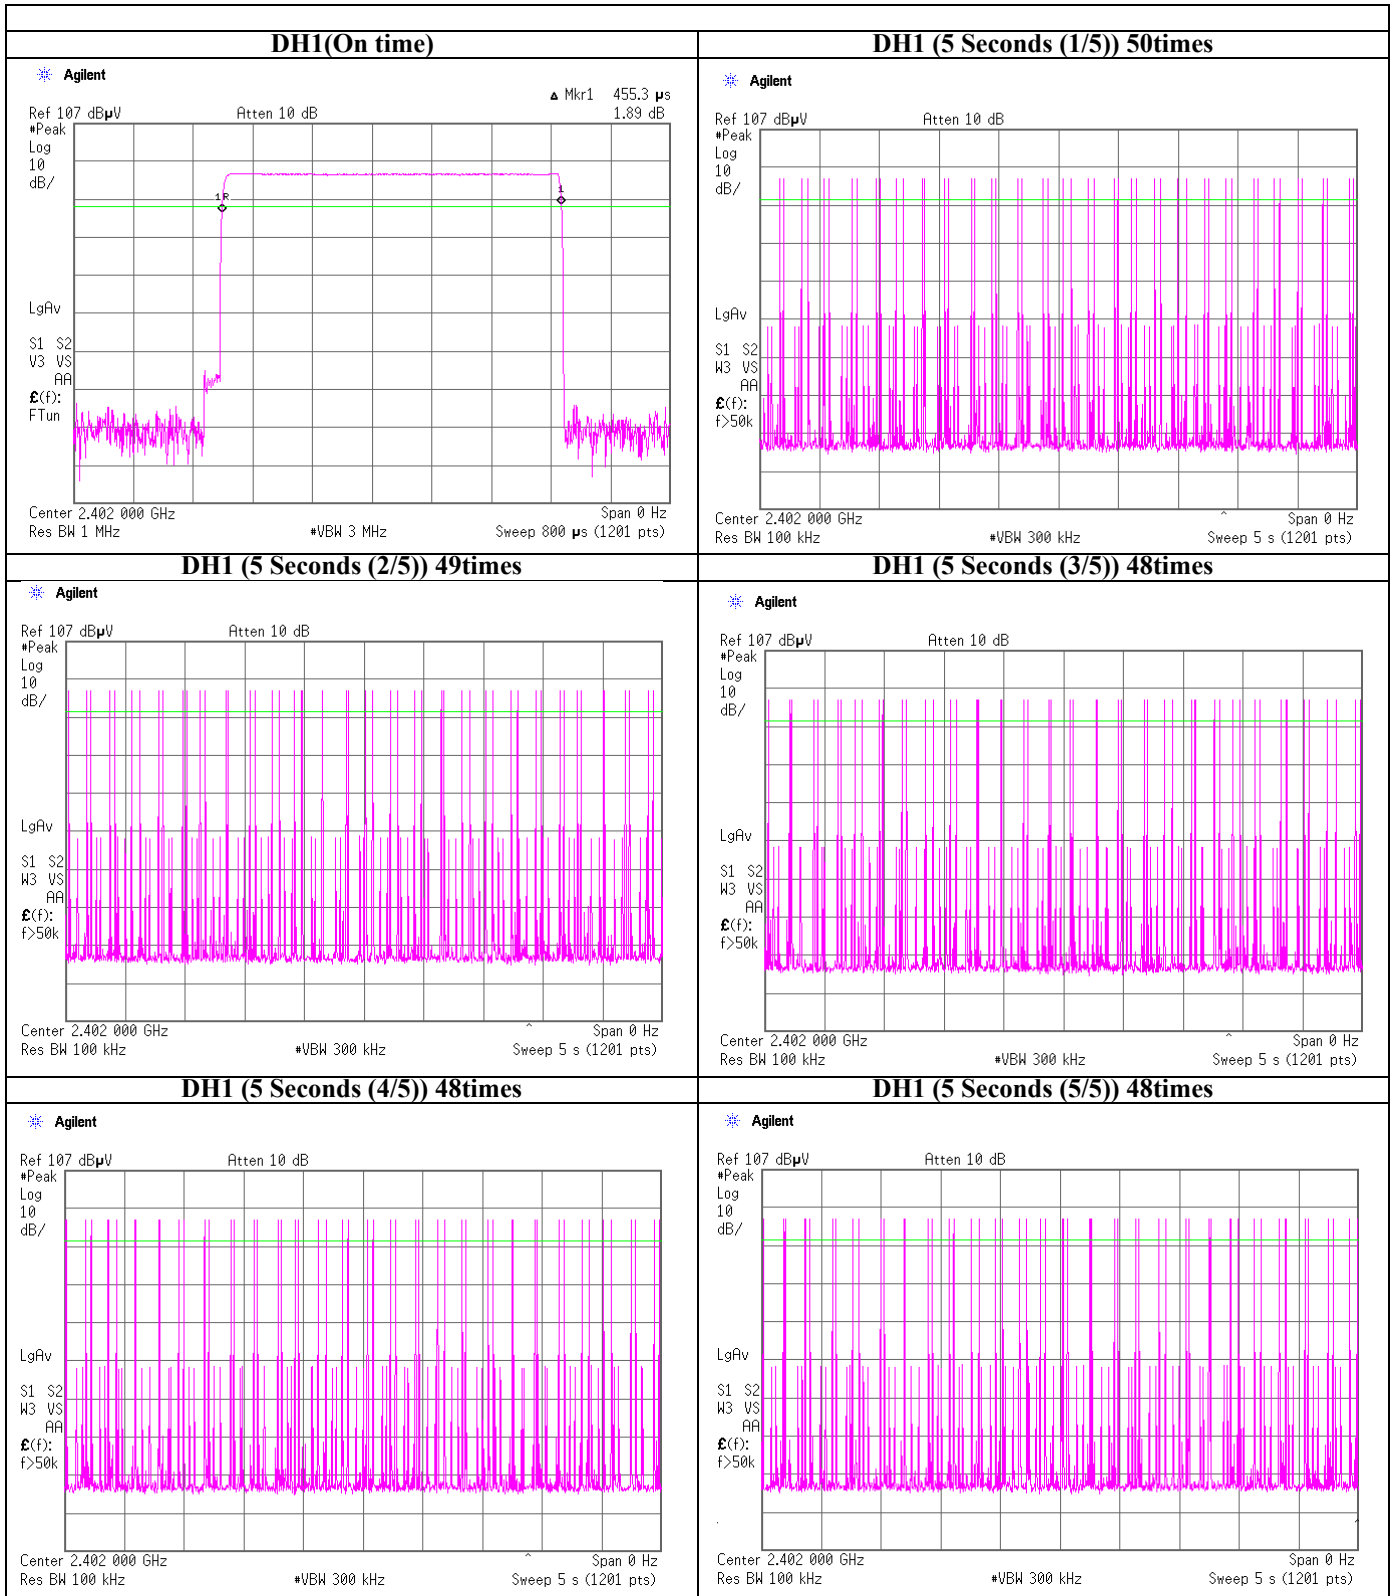 DH1(On time)
Agilent
Δ Mkr1 455.3 µs
Ref 107 dBµV Atten 10 dB 1.89 dB
#Peak
Log
10
dB/
1R
1
LgAv
S1 S2
V3 VS
AA
£(f):
FTun
Center 2.402 000 GHz Span 0 Hz
Res BW 1 MHz #VBW 3 MHz Sweep 800 µs (1201 pts)
DH1 (5 Seconds (1/5)) 50times
Agilent
Ref 107 dBµV Atten 10 dB
#Peak
Log
10
dB/
LgAv
S1 S2
W3 VS
AA
£(f):
f>50k
Center 2.402 000 GHz ^ Span 0 Hz
Res BW 100 kHz #VBW 300 kHz Sweep 5 s (1201 pts)
DH1 (5 Seconds (2/5)) 49times
Agilent
Ref 107 dBµV Atten 10 dB
#Peak
Log
10
dB/
LgAv
S1 S2
W3 VS
AA
£(f):
f>50k
Center 2.402 000 GHz ^ Span 0 Hz
Res BW 100 kHz #VBW 300 kHz Sweep 5 s (1201 pts)
DH1 (5 Seconds (3/5)) 48times
Agilent
Ref 107 dBµV Atten 10 dB
#Peak
Log
10
dB/
LgAv
S1 S2
W3 VS
AA
£(f):
f>50k
Center 2.402 000 GHz ^ Span 0 Hz
Res BW 100 kHz #VBW 300 kHz Sweep 5 s (1201 pts)
DH1 (5 Seconds (4/5)) 48times
Agilent
Ref 107 dBµV Atten 10 dB
#Peak
Log
10
dB/
LgAv
S1 S2
W3 VS
AA
£(f):
f>50k
Center 2.402 000 GHz ^ Span 0 Hz
Res BW 100 kHz #VBW 300 kHz Sweep 5 s (1201 pts)
DH1 (5 Seconds (5/5)) 48times
Agilent
Ref 107 dBµV Atten 10 dB
#Peak
Log
10
dB/
LgAv
S1 S2
W3 VS
AA
£(f):
f>50k
Center 2.402 000 GHz Span 0 Hz
Res BW 100 kHz #VBW 300 kHz Sweep 5 s (1201 pts)